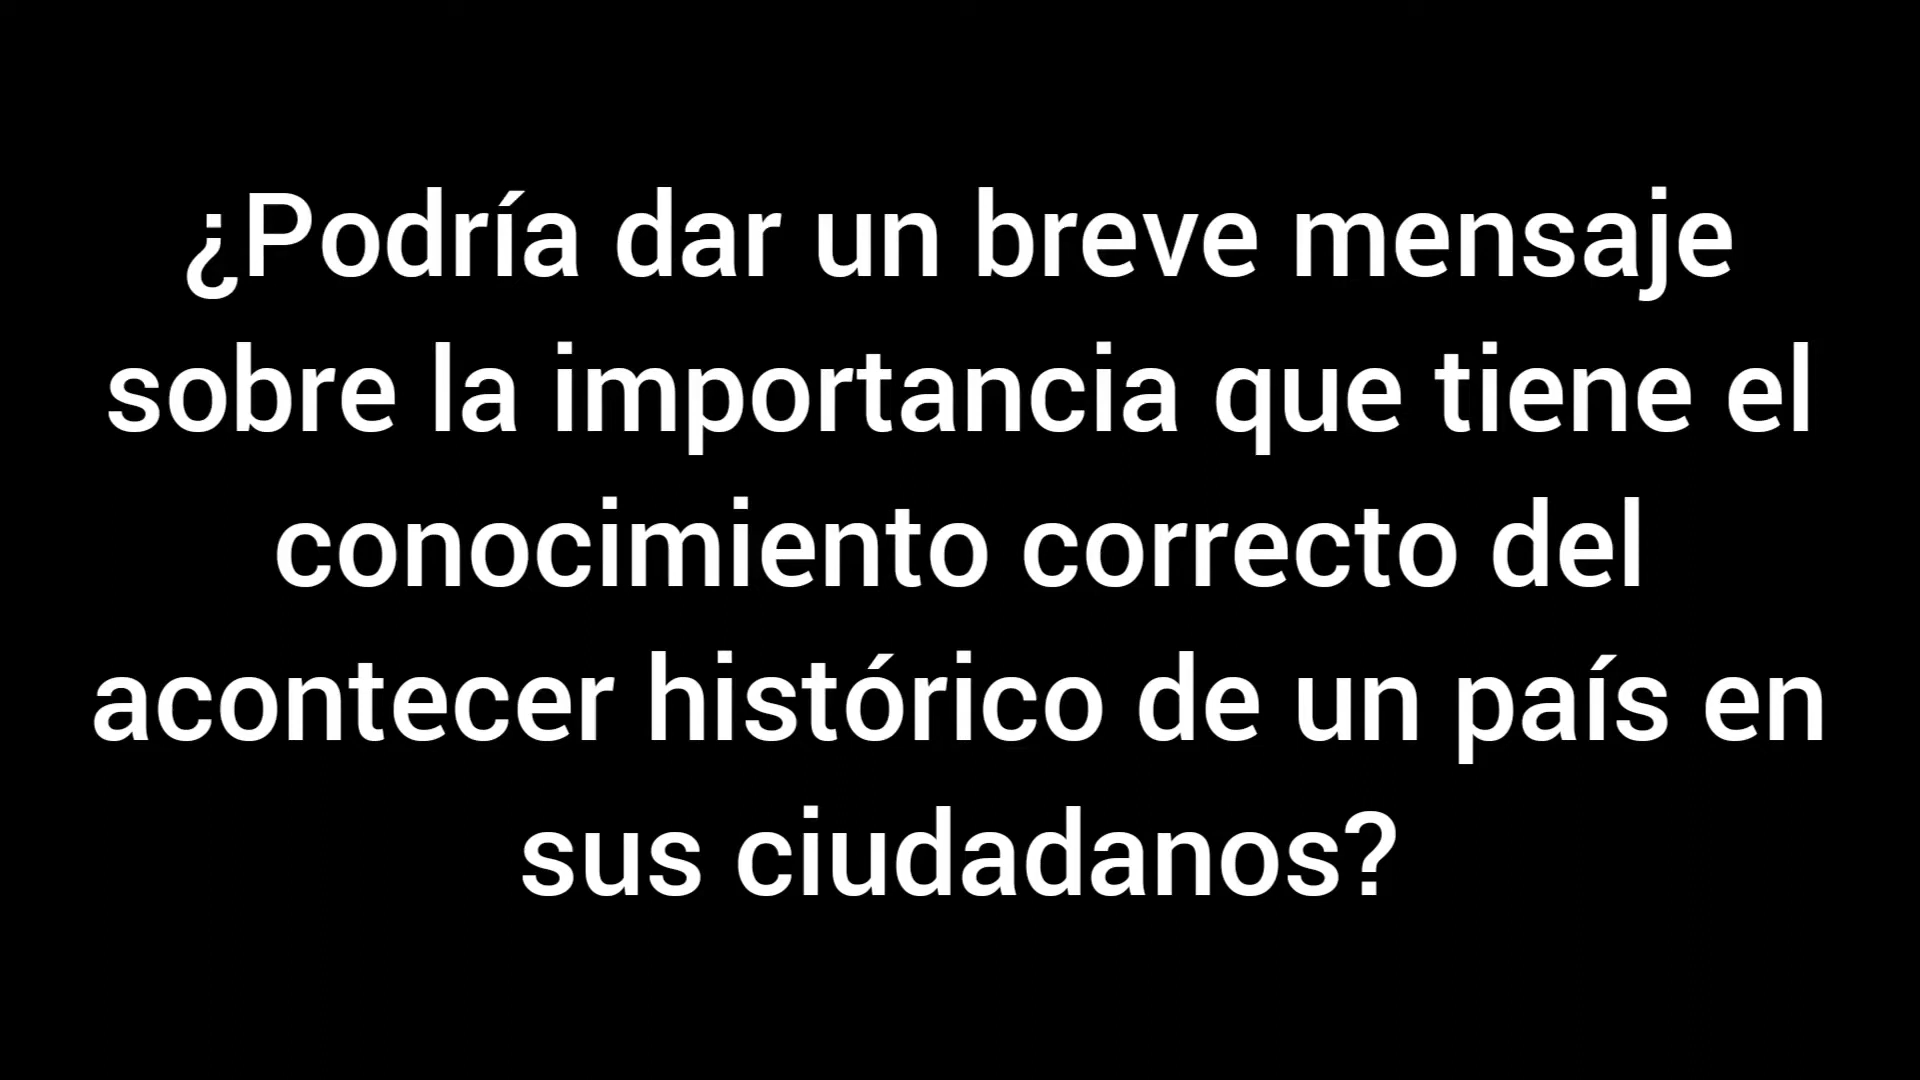 ¿Podría dar un breve mensaje
sobre la importancia que tiene el
conocimiento correcto del
acontecer histórico de un país en
sus ciudadanos?